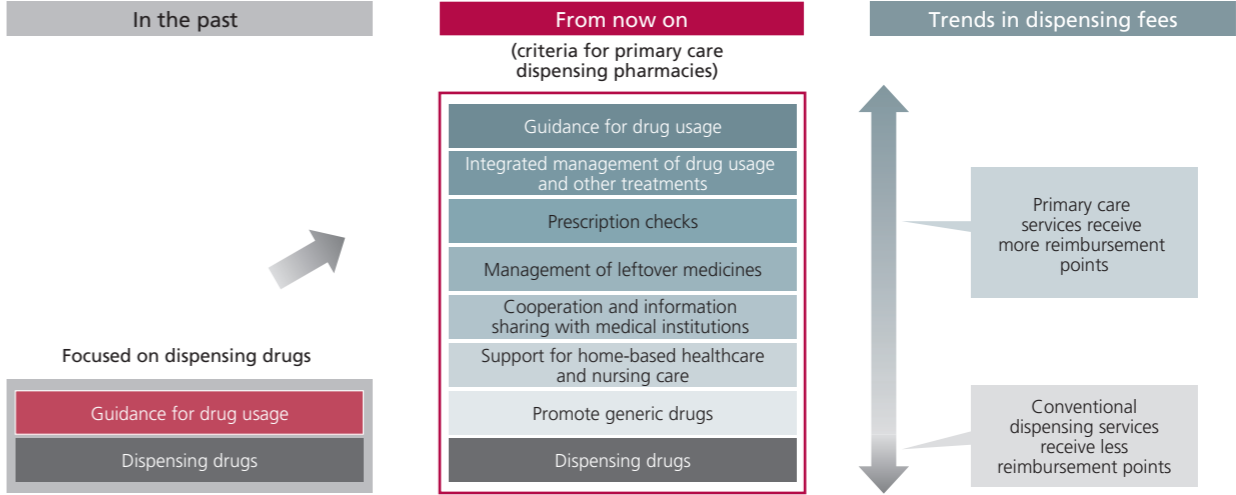 In the past
Focused on dispensing drugs
Guidance for drug usage
Dispensing drugs
From now on
(criteria for primary care
dispensing pharmacies)
Guidance for drug usage
Integrated management of drug usage
and other treatments
Prescription checks
Management of leftover medicines
Cooperation and information
sharing with medical institutions
Support for home-based healthcare
and nursing care
Promote generic drugs
Dispensing drugs
Trends in dispensing fees
Primary care
services receive
more reimbursement
points
Conventional
dispensing services
receive less
reimbursement points